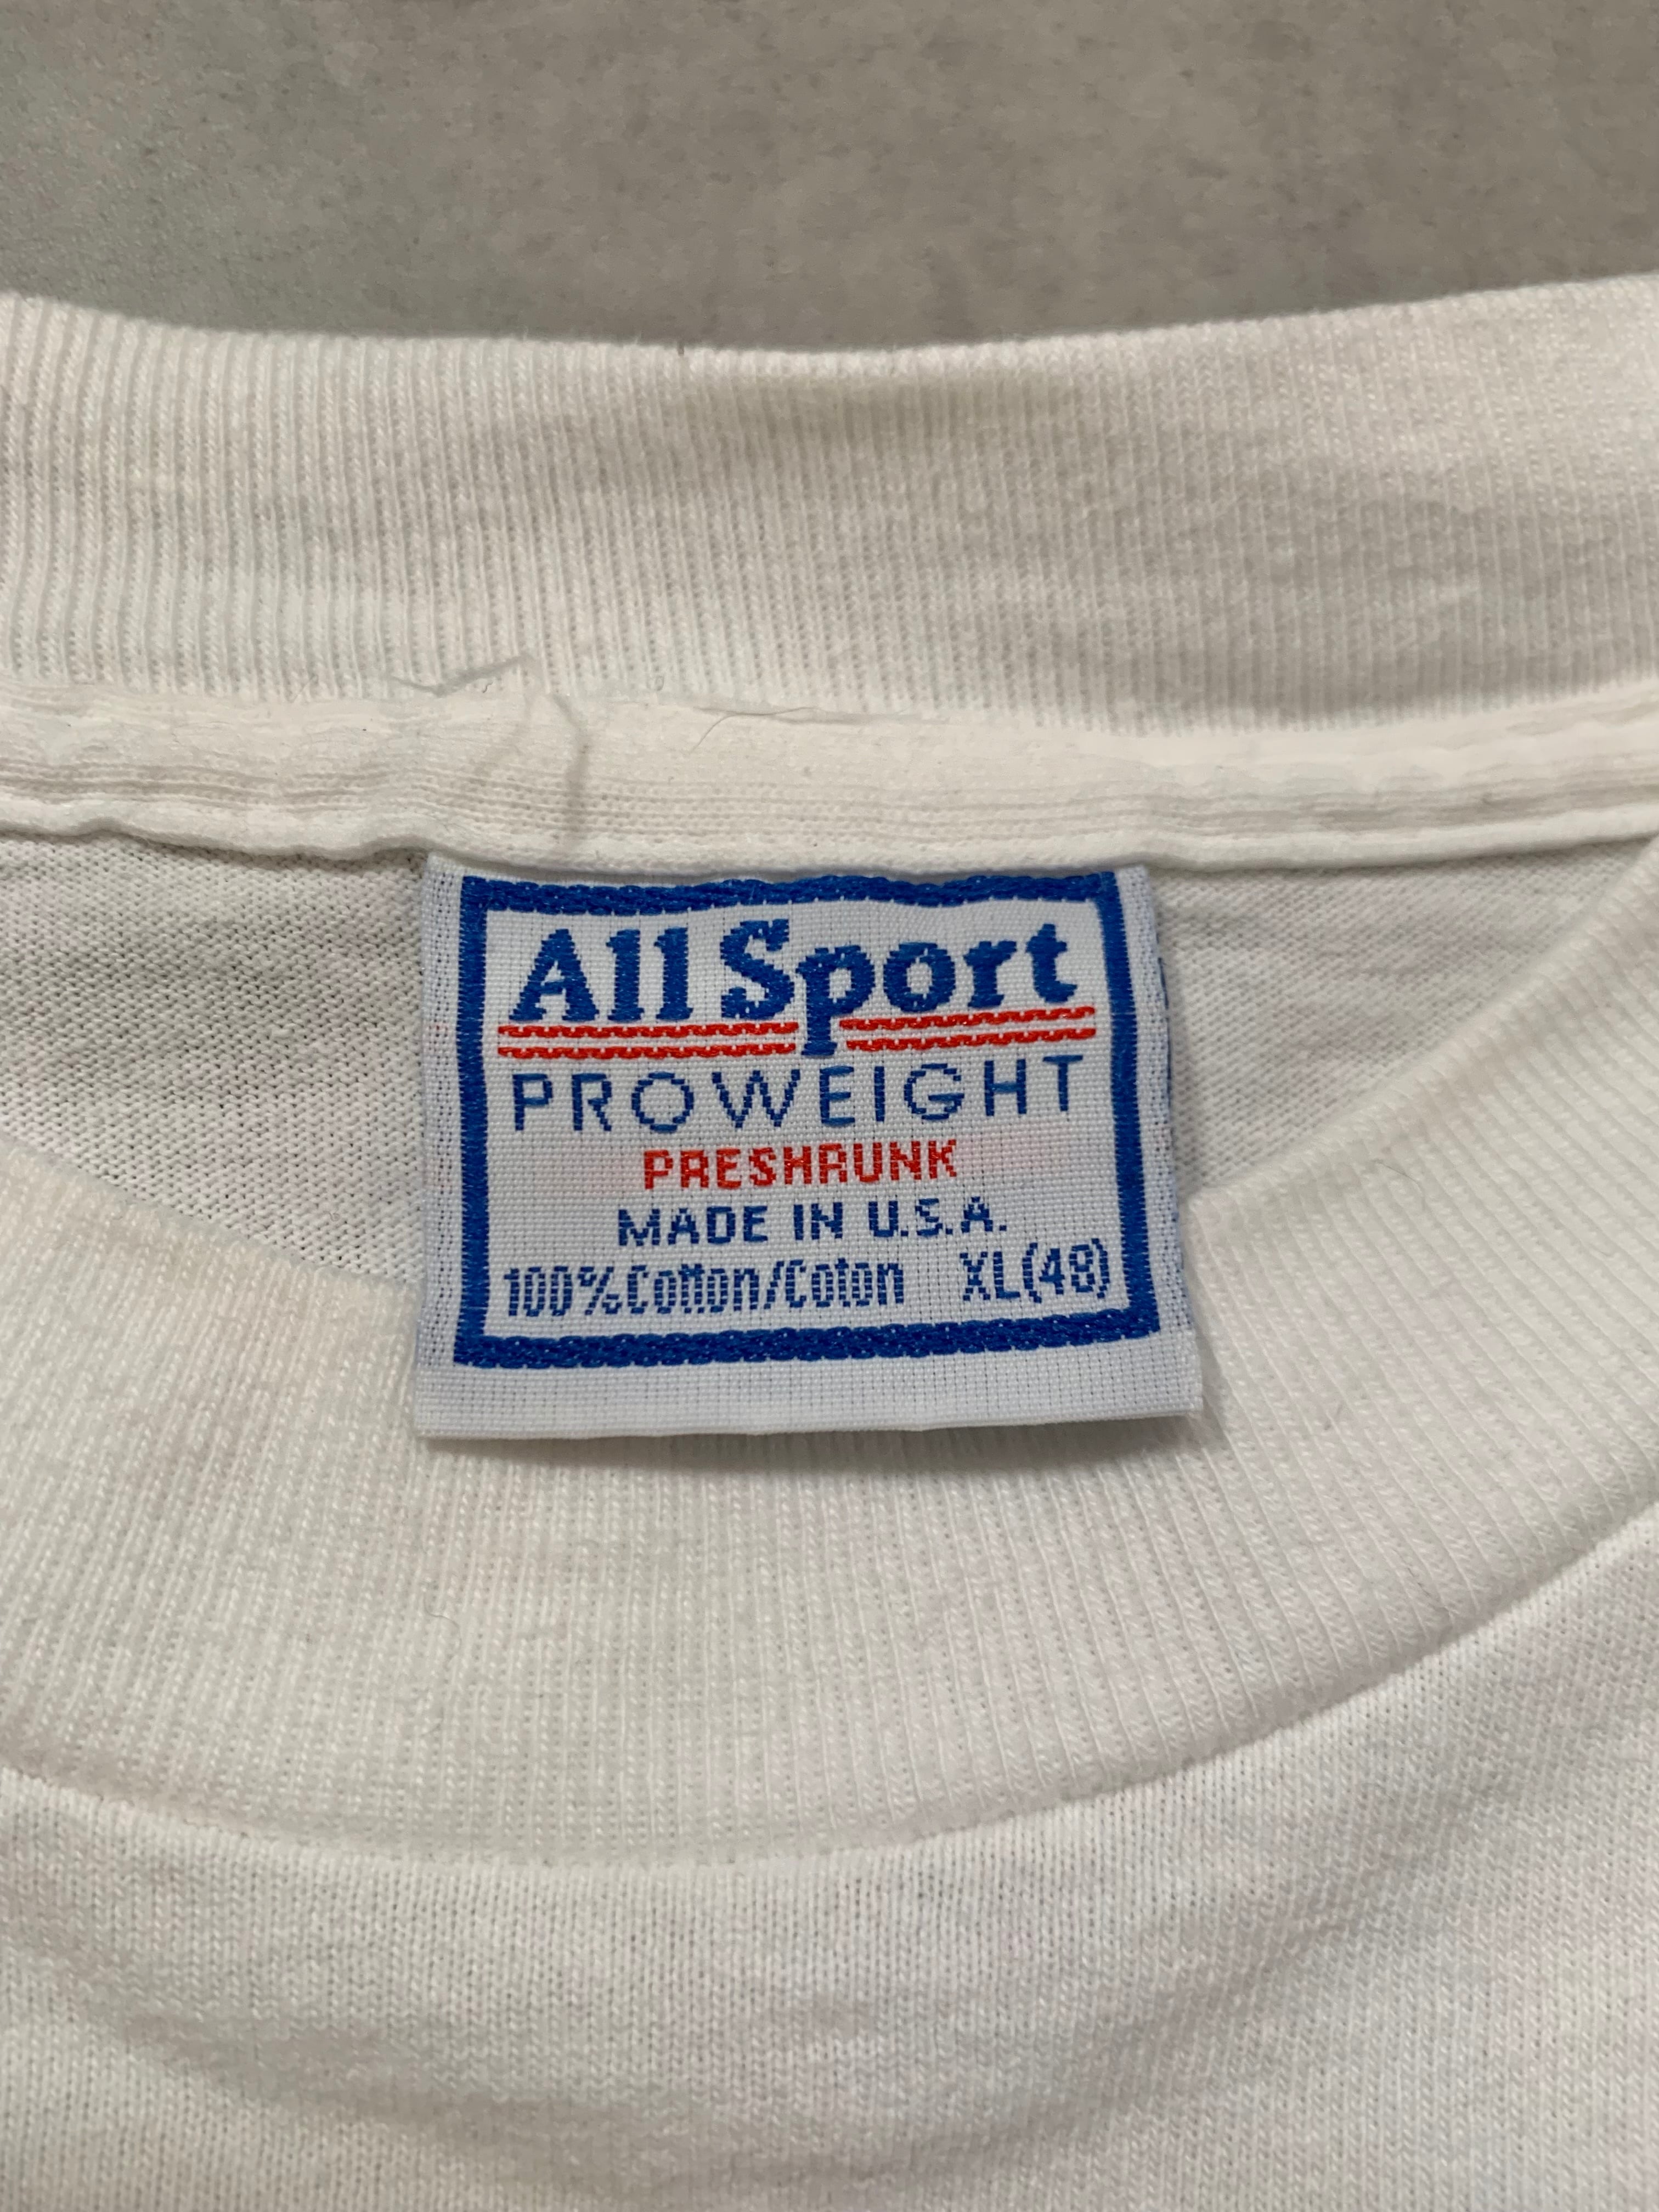 All Sport
PROWEIGHT
PRESHRUNK
MADE IN U.S.A.
100% Cotton/Coton XL(48)